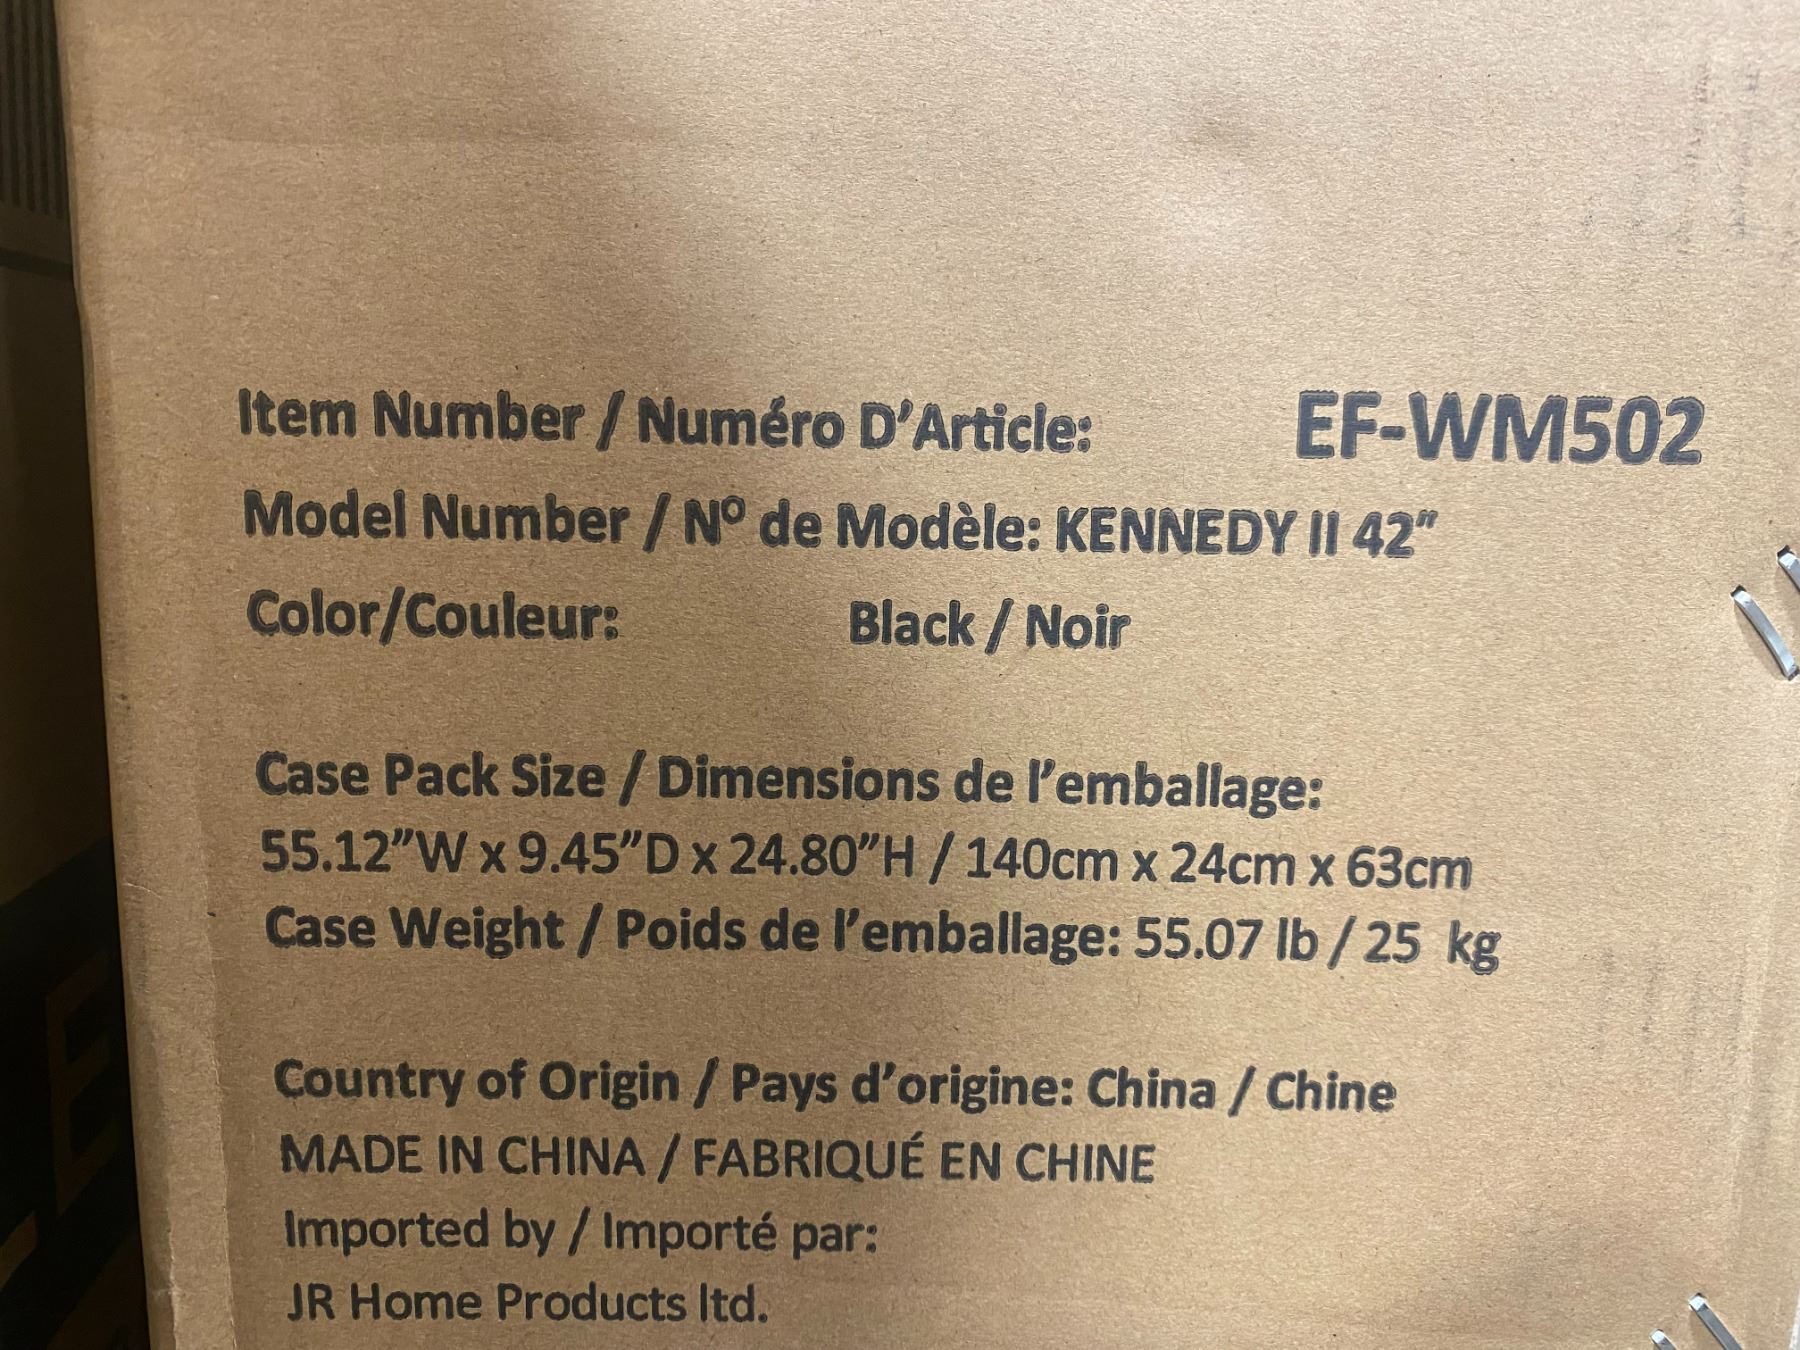 Item Number / Numéro D’Article: EF-WM502
Model Number / Nº de Modèle: KENNEDY II 42”
Color/Couleur: Black / Noir
Case Pack Size / Dimensions de l’emballage:
55.12”W x 9.45”D x 24.80”H / 140cm x 24cm x 63cm
Case Weight / Poids de l’emballage: 55.07 lb / 25 kg
Country of Origin / Pays d’origine: China / Chine
MADE IN CHINA / FABRIQUÉ EN CHINE
Imported by / Importé par:
JR Home Products ltd.